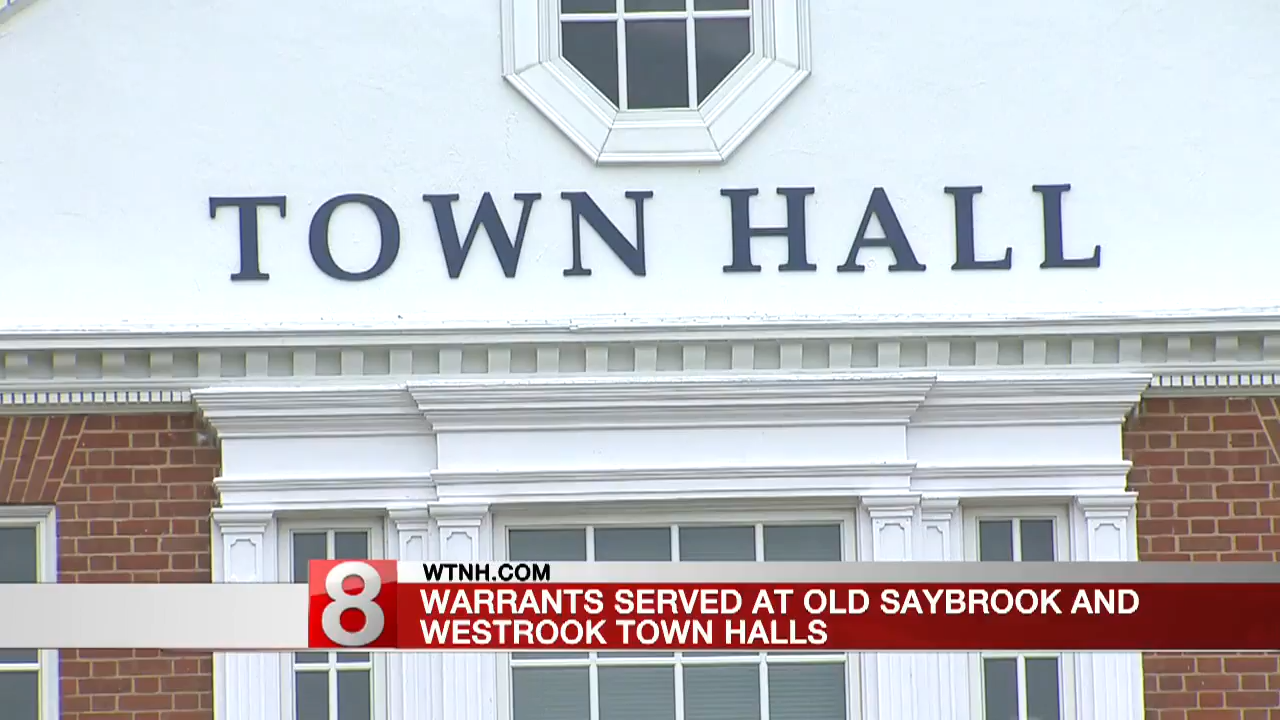 TOWN HALL
8
WTNH.COM
WARRANTS SERVED AT OLD SAYBROOK AND
WESTROOK TOWN HALLS